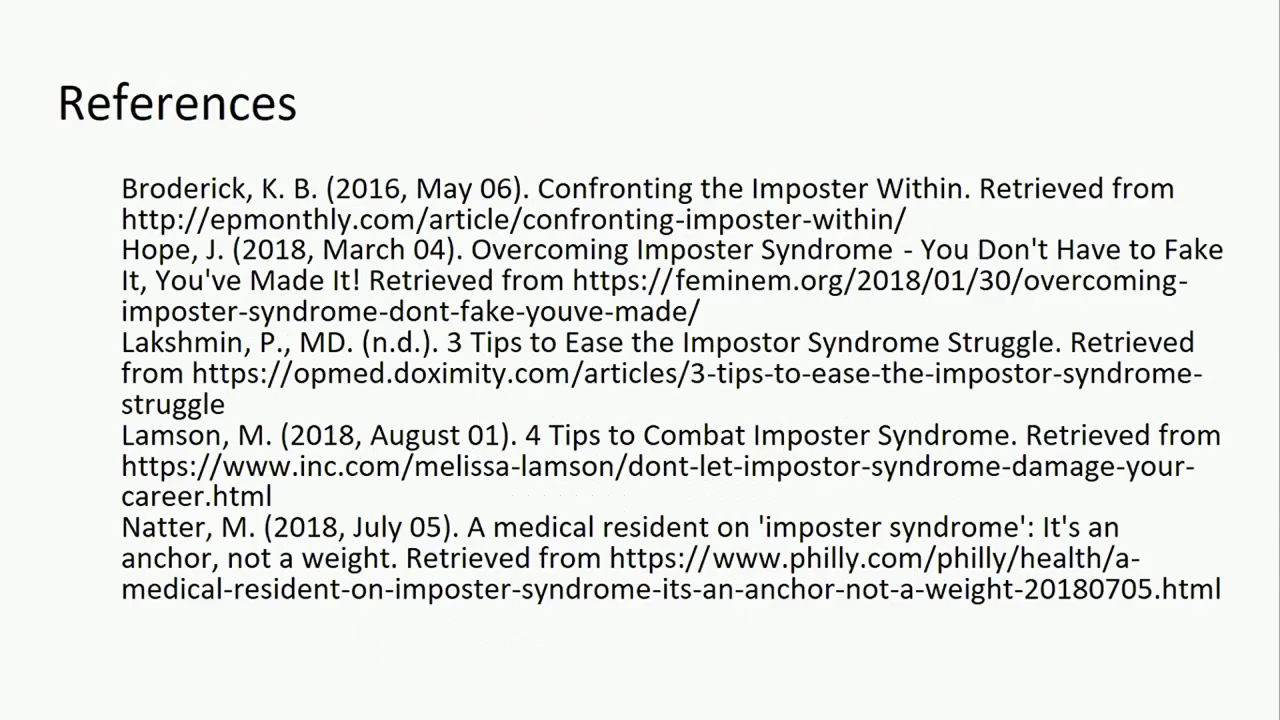 References
Broderick, K. B. (2016, May 06). Confronting the Imposter Within. Retrieved from
http://epmonthly.com/article/confronting-imposter-within/
Hope, J. (2018, March 04). Overcoming Imposter Syndrome - You Don't Have to Fake
It, You've Made It! Retrieved from https://feminem.org/2018/01/30/overcoming-
imposter-syndrome-dont-fake-youve-made/
Lakshmin, P., MD. (n.d.). 3 Tips to Ease the Impostor Syndrome Struggle. Retrieved
from https://opmed.doximity.com/articles/3-tips-to-ease-the-impostor-syndrome-
struggle
Lamson, M. (2018, August 01). 4 Tips to Combat Imposter Syndrome. Retrieved from
https://www.inc.com/melissa-lamson/dont-let-impostor-syndrome-damage-your-
career.html
Natter, M. (2018, July 05). A medical resident on 'imposter syndrome': It's an
anchor, not a weight. Retrieved from https://www.philly.com/philly/health/a-
medical-resident-on-imposter-syndrome-its-an-anchor-not-a-weight-20180705.html